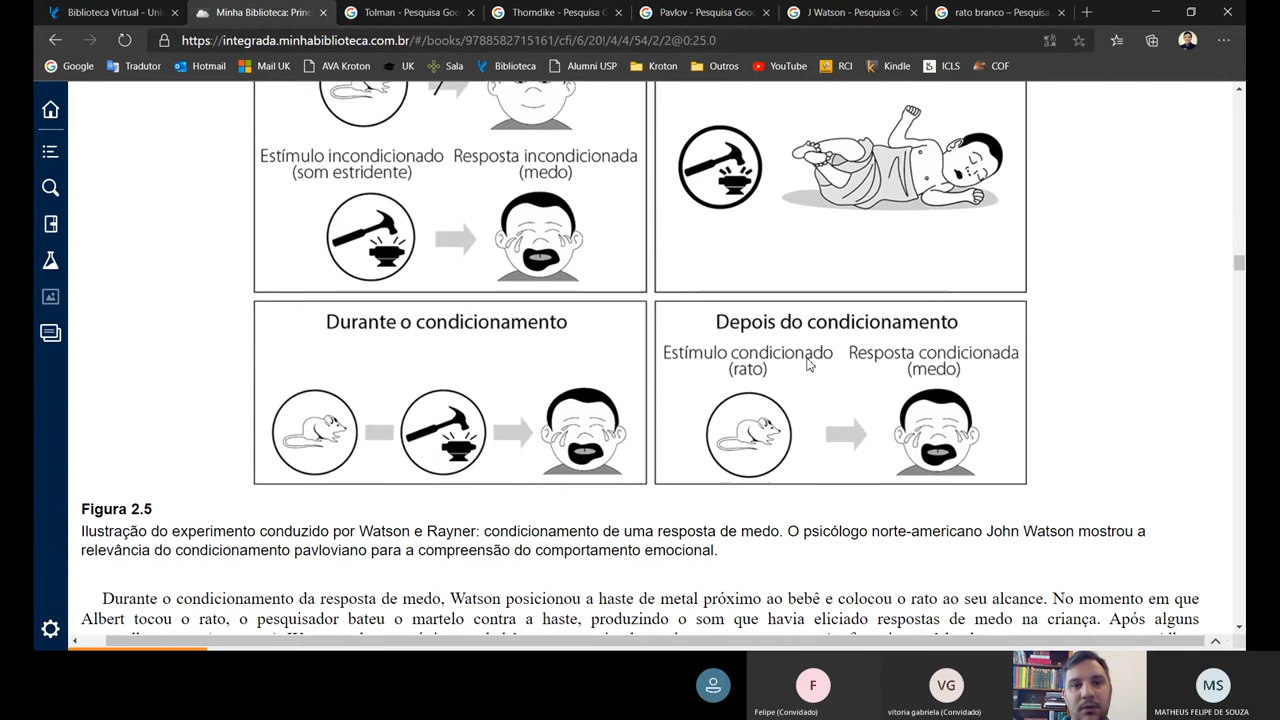 Biblioteca Virtual - Uni
Minha Biblioteca: Princ
Tolman - Pesquisa Goo
Thorndike - Pesquisa G
Pavlov - Pesquisa Goog
J Watson - Pesquisa Go
rato branco – Pesquisa
https://integrada.minhabiblioteca.com.br/#/books/9788582715161/cfi/6/20!/4/4/54/2/2@0:25.0
Google
Tradutor
Hotmail
Mail UK
AVA Kroton
UK
Sala
Biblioteca
Alumni USP
Kroton
Outros
YouTube
RCI
Kindle
ICLS
COF
Estímulo incondicionado
(som estridente)
Resposta incondicionada
(medo)
Durante o condicionamento
Depois do condicionamento
Estímulo condicionado
(rato)
Resposta condicionada
(medo)
Figura 2.5
Ilustração do experimento conduzido por Watson e Rayner: condicionamento de uma resposta de medo. O psicólogo norte-americano John Watson mostrou a
relevância do condicionamento pavloviano para a compreensão do comportamento emocional.
Durante o condicionamento da resposta de medo, Watson posicionou a haste de metal próximo ao bebê e colocou o rato ao seu alcance. No momento em que
Albert tocou o rato, o pesquisador bateu o martelo contra a haste, produzindo o som que havia eliciado respostas de medo na criança. Após alguns
F
Felipe (Convidado)
VG
vitoria gabriela (Convidado)
MS
MATHEUS FELIPE DE SOUZA